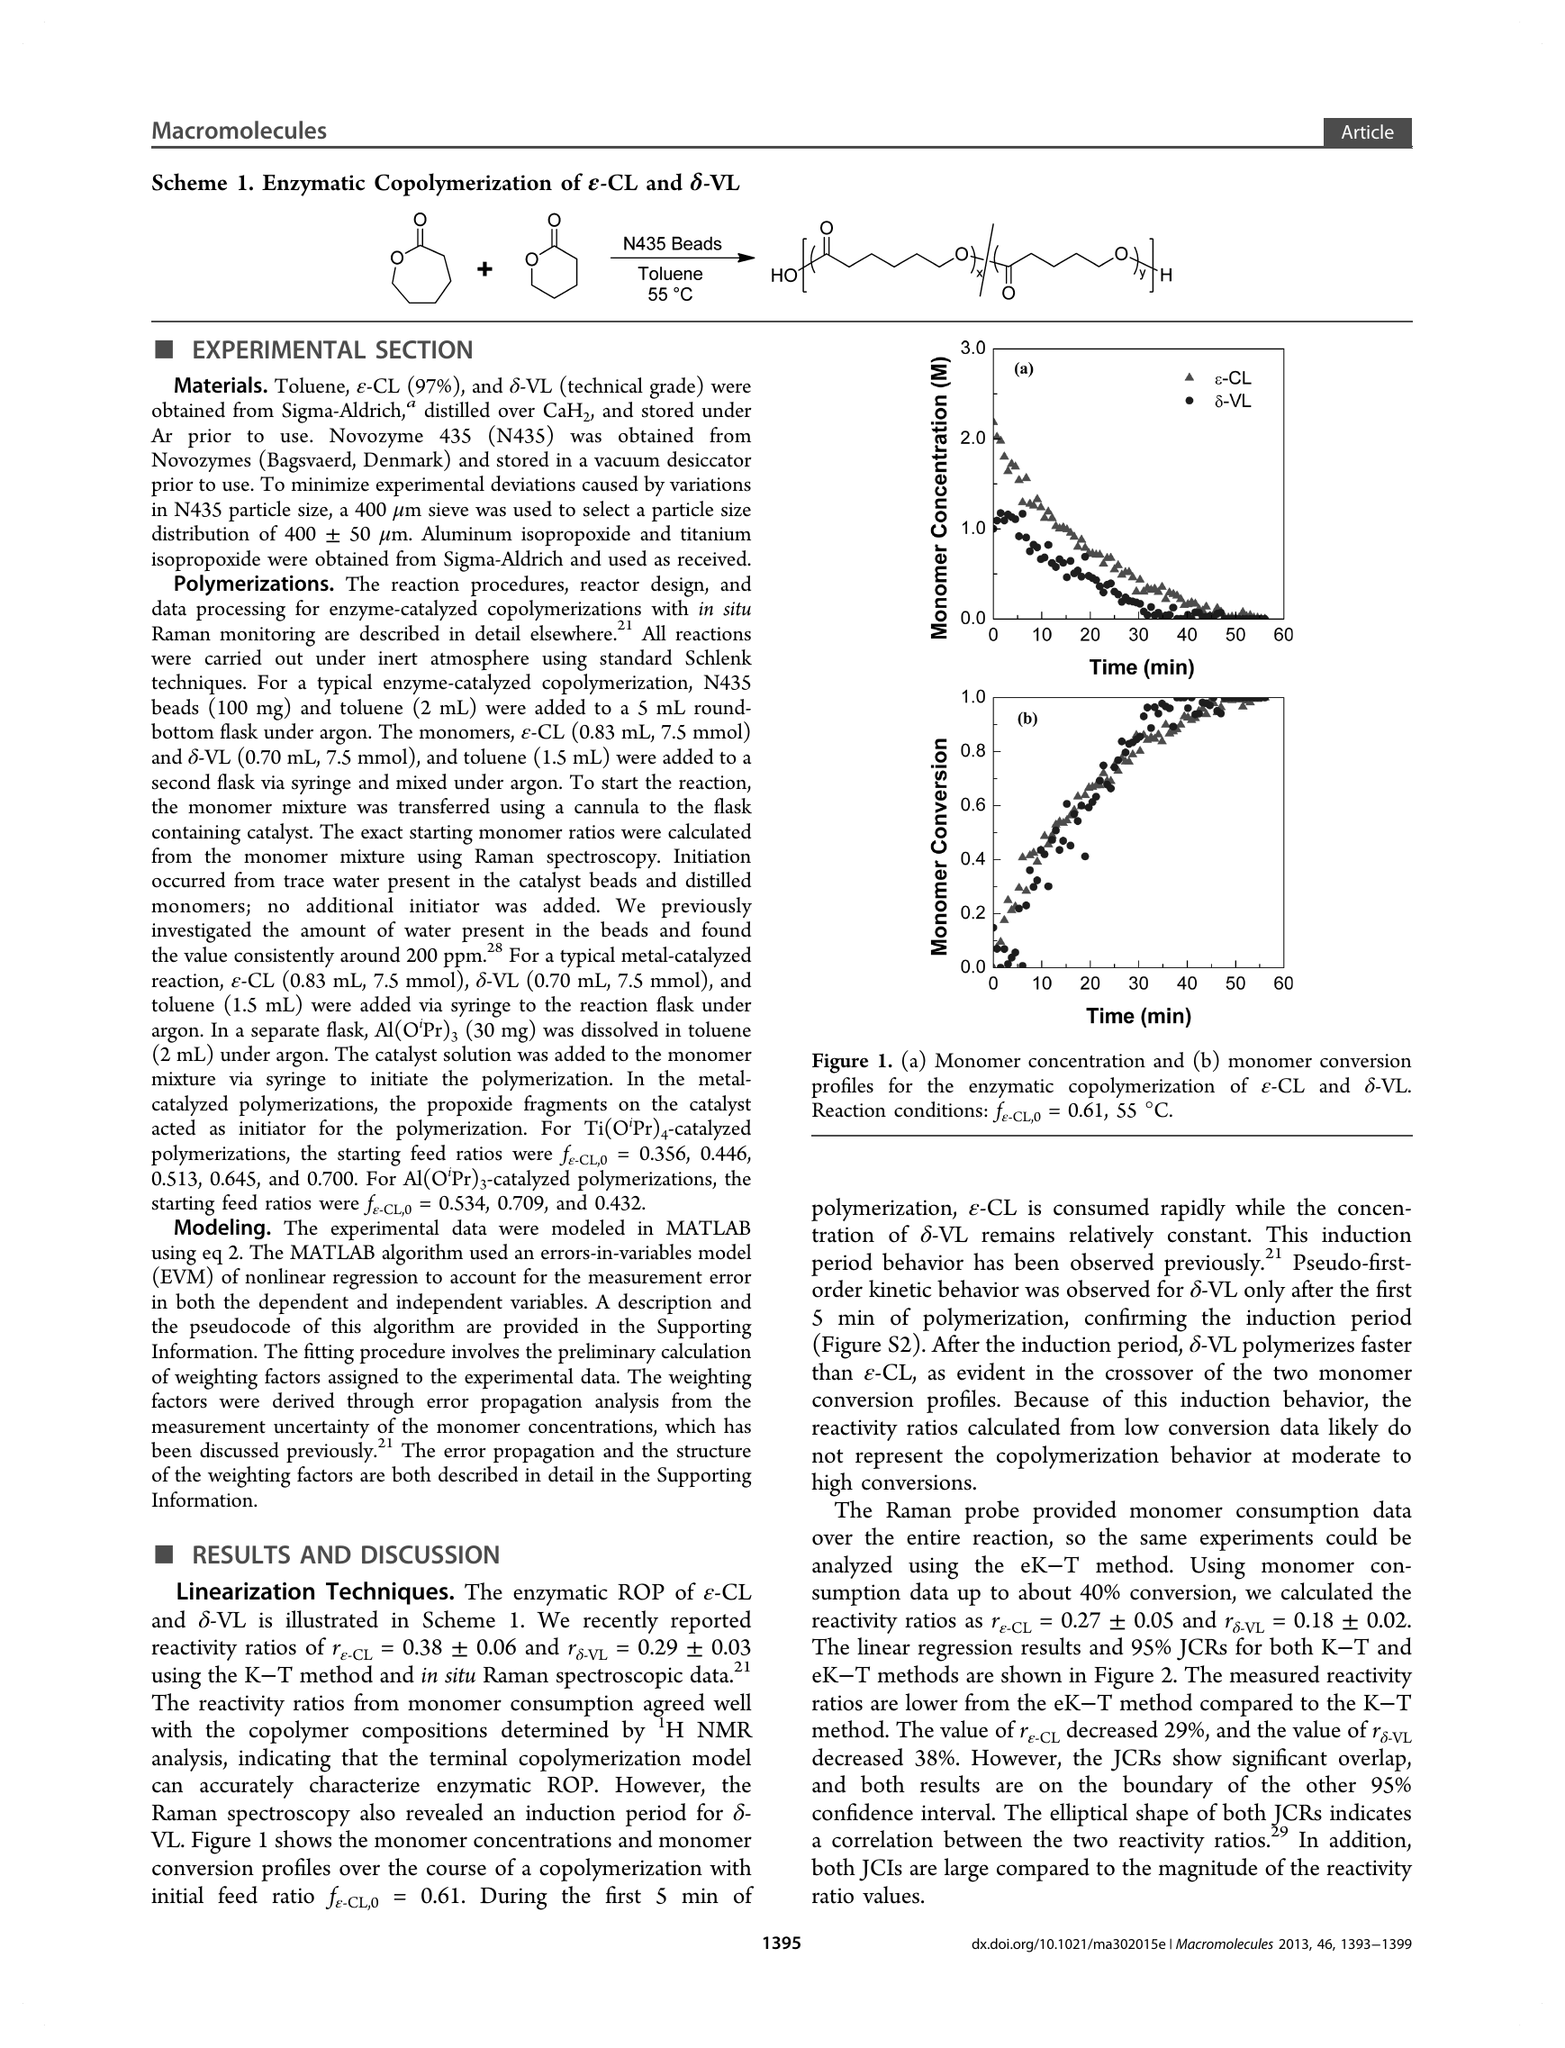 Macromolecules
Article
Scheme 1. Enzymatic Copolymerization of ε-CL and δ-VL
O
O
+
O
O
N435 Beads
Toluene
55 °C
HO
O
O
x
O
O
y
H
■ EXPERIMENTAL SECTION
Materials. Toluene, ε-CL (97%), and δ-VL (technical grade) were
obtained from Sigma-Aldrich,a distilled over CaH2, and stored under
Ar prior to use. Novozyme 435 (N435) was obtained from
Novozymes (Bagsvaerd, Denmark) and stored in a vacuum desiccator
prior to use. To minimize experimental deviations caused by variations
in N435 particle size, a 400 μm sieve was used to select a particle size
distribution of 400 ± 50 μm. Aluminum isopropoxide and titanium
isopropoxide were obtained from Sigma-Aldrich and used as received.
Polymerizations. The reaction procedures, reactor design, and
data processing for enzyme-catalyzed copolymerizations with in situ
Raman monitoring are described in detail elsewhere.21 All reactions
were carried out under inert atmosphere using standard Schlenk
techniques. For a typical enzyme-catalyzed copolymerization, N435
beads (100 mg) and toluene (2 mL) were added to a 5 mL round-
bottom flask under argon. The monomers, ε-CL (0.83 mL, 7.5 mmol)
and δ-VL (0.70 mL, 7.5 mmol), and toluene (1.5 mL) were added to a
second flask via syringe and mixed under argon. To start the reaction,
the monomer mixture was transferred using a cannula to the flask
containing catalyst. The exact starting monomer ratios were calculated
from the monomer mixture using Raman spectroscopy. Initiation
occurred from trace water present in the catalyst beads and distilled
monomers; no additional initiator was added. We previously
investigated the amount of water present in the beads and found
the value consistently around 200 ppm.28 For a typical metal-catalyzed
reaction, ε-CL (0.83 mL, 7.5 mmol), δ-VL (0.70 mL, 7.5 mmol), and
toluene (1.5 mL) were added via syringe to the reaction flask under
argon. In a separate flask, Al(OiPr)3 (30 mg) was dissolved in toluene
(2 mL) under argon. The catalyst solution was added to the monomer
mixture via syringe to initiate the polymerization. In the metal-
catalyzed polymerizations, the propoxide fragments on the catalyst
acted as initiator for the polymerization. For Ti(OiPr)4-catalyzed
polymerizations, the starting feed ratios were fε-CL,0 = 0.356, 0.446,
0.513, 0.645, and 0.700. For Al(OiPr)3-catalyzed polymerizations, the
starting feed ratios were fε-CL,0 = 0.534, 0.709, and 0.432.
Modeling. The experimental data were modeled in MATLAB
using eq 2. The MATLAB algorithm used an errors-in-variables model
(EVM) of nonlinear regression to account for the measurement error
in both the dependent and independent variables. A description and
the pseudocode of this algorithm are provided in the Supporting
Information. The fitting procedure involves the preliminary calculation
of weighting factors assigned to the experimental data. The weighting
factors were derived through error propagation analysis from the
measurement uncertainty of the monomer concentrations, which has
been discussed previously.21 The error propagation and the structure
of the weighting factors are both described in detail in the Supporting
Information.
■ RESULTS AND DISCUSSION
Linearization Techniques. The enzymatic ROP of ε-CL
and δ-VL is illustrated in Scheme 1. We recently reported
reactivity ratios of rε-CL = 0.38 ± 0.06 and rδ-VL = 0.29 ± 0.03
using the K−T method and in situ Raman spectroscopic data.21
The reactivity ratios from monomer consumption agreed well
with the copolymer compositions determined by 1H NMR
analysis, indicating that the terminal copolymerization model
can accurately characterize enzymatic ROP. However, the
Raman spectroscopy also revealed an induction period for δ-
VL. Figure 1 shows the monomer concentrations and monomer
conversion profiles over the course of a copolymerization with
initial feed ratio fε-CL,0 = 0.61. During the first 5 min of
3.0
2.0
1.0
0.0
Monomer Concentration (M)
(a)
ε-CL
δ-VL
0 10 20 30 40 50 60
Time (min)
1.0
0.8
0.6
0.4
0.2
0.0
Monomer Conversion
(b)
0 10 20 30 40 50 60
Time (min)
Figure 1. (a) Monomer concentration and (b) monomer conversion
profiles for the enzymatic copolymerization of ε-CL and δ-VL.
Reaction conditions: fε-CL,0 = 0.61, 55 °C.
polymerization, ε-CL is consumed rapidly while the concen-
tration of δ-VL remains relatively constant. This induction
period behavior has been observed previously.21 Pseudo-first-
order kinetic behavior was observed for δ-VL only after the first
5 min of polymerization, confirming the induction period
(Figure S2). After the induction period, δ-VL polymerizes faster
than ε-CL, as evident in the crossover of the two monomer
conversion profiles. Because of this induction behavior, the
reactivity ratios calculated from low conversion data likely do
not represent the copolymerization behavior at moderate to
high conversions.
The Raman probe provided monomer consumption data
over the entire reaction, so the same experiments could be
analyzed using the eK−T method. Using monomer con-
sumption data up to about 40% conversion, we calculated the
reactivity ratios as rε-CL = 0.27 ± 0.05 and rδ-VL = 0.18 ± 0.02.
The linear regression results and 95% JCRs for both K−T and
eK−T methods are shown in Figure 2. The measured reactivity
ratios are lower from the eK−T method compared to the K−T
method. The value of rε-CL decreased 29%, and the value of rδ-VL
decreased 38%. However, the JCRs show significant overlap,
and both results are on the boundary of the other 95%
confidence interval. The elliptical shape of both JCRs indicates
a correlation between the two reactivity ratios.29 In addition,
both JCIs are large compared to the magnitude of the reactivity
ratio values.
1395
dx.doi.org/10.1021/ma302015e | Macromolecules 2013, 46, 1393−1399